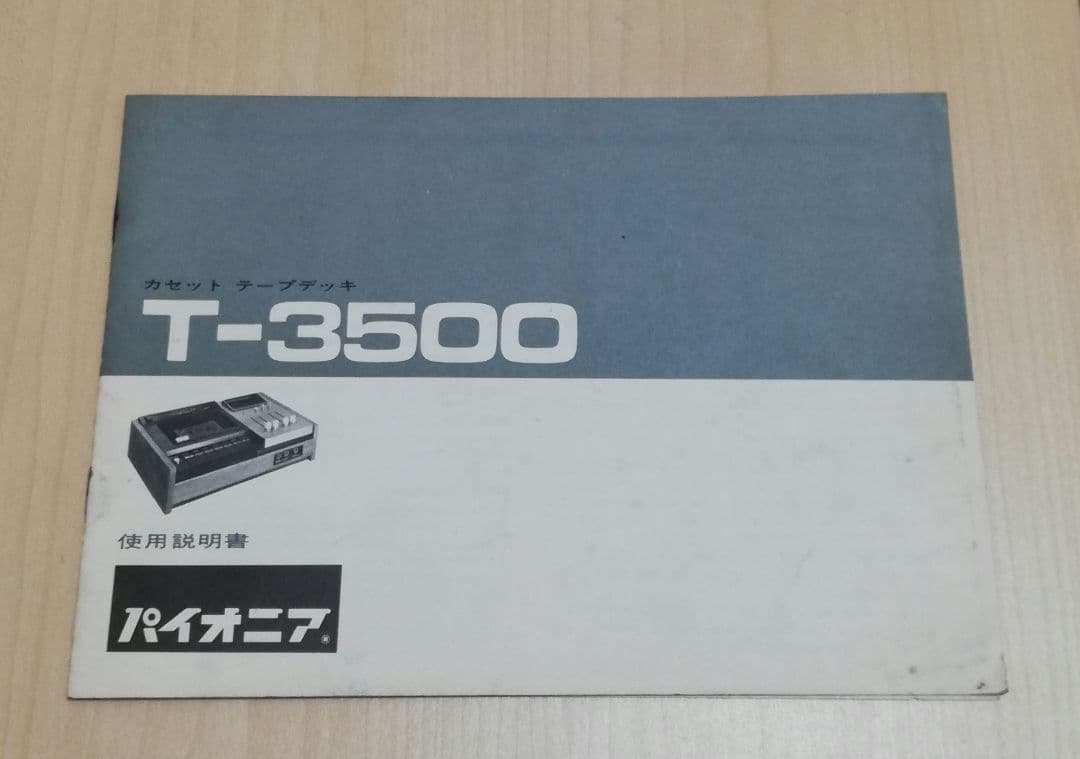 カセット テープデッキ
T-3500
使用説明書
パイオニア